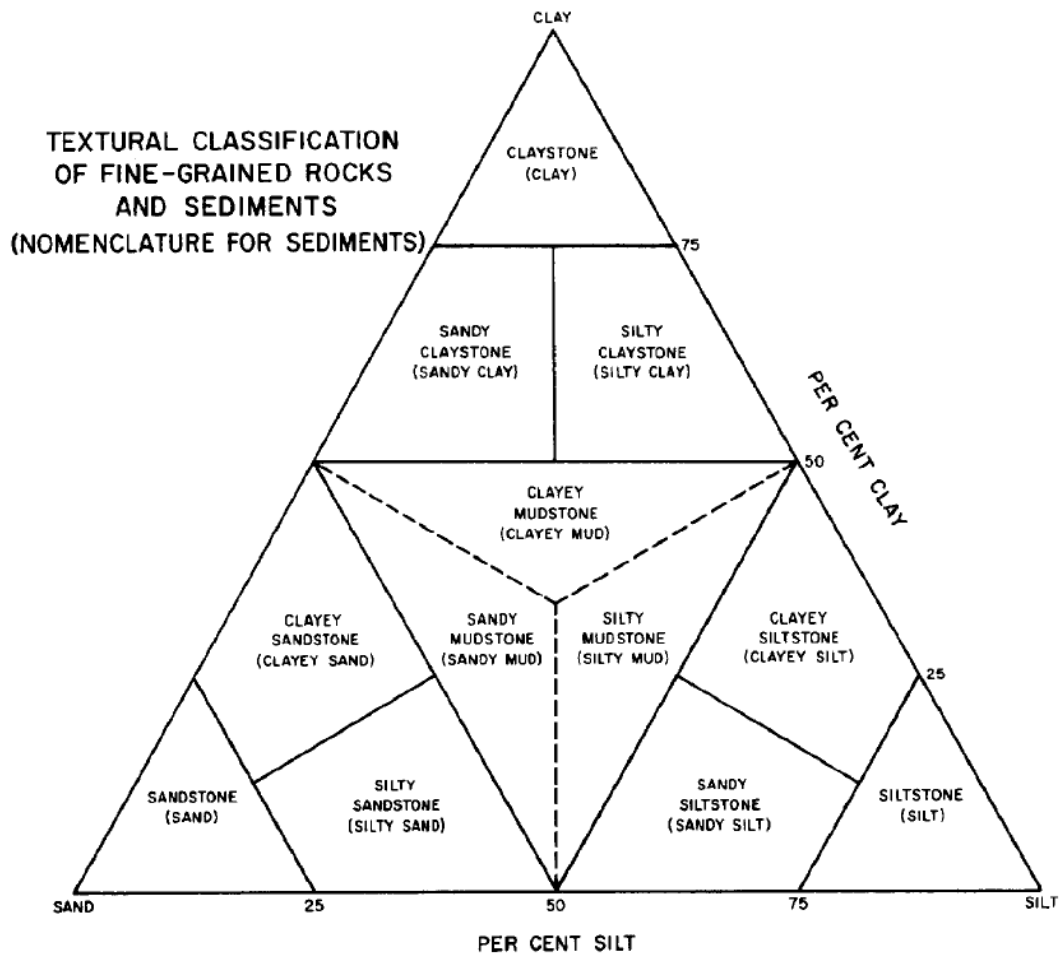 CLAY
TEXTURAL CLASSIFICATION
OF FINE-GRAINED ROCKS
AND SEDIMENTS
(NOMENCLATURE FOR SEDIMENTS)
CLAYSTONE
(CLAY)
75
SANDY
CLAYSTONE
(SANDY CLAY)
SILTY
CLAYSTONE
(SILTY CLAY)
PER CENT CLAY
50
CLAYEY
MUDSTONE
(CLAYEY MUD)
CLAYEY
SANDSTONE
(CLAYEY SAND)
SANDY
MUDSTONE
(SANDY MUD)
SILTY
MUDSTONE
(SILTY MUD)
CLAYEY
SILTSTONE
(CLAYEY SILT)
25
SANDSTONE
(SAND)
SILTY
SANDSTONE
(SILTY SAND)
SANDY
SILTSTONE
(SANDY SILT)
SILTSTONE
(SILT)
SAND 25 50 75 SILT
PER CENT SILT